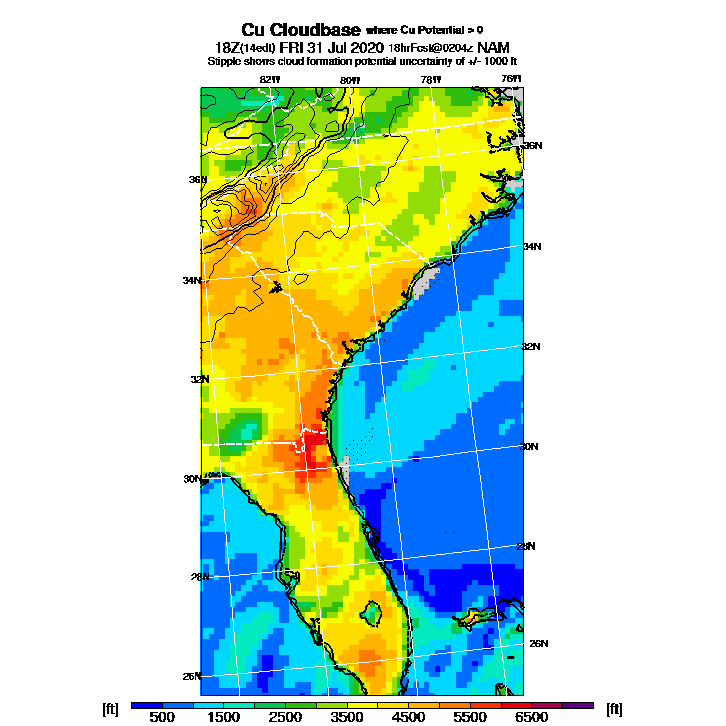 Cu Cloudbase where Cu Potential > 0
18Z(14edt) FRI 31 Jul 2020 18hrFcst@0204z NAM
Stipple shows cloud formation potential uncertainty of +/- 1000 ft
82W 80W 78W 76W
36N
36N
34N
34N
32N
32N
30N
30N
28N
28N
26N
26N
[ft] 500 1500 2500 3500 4500 5500 6500 [ft]